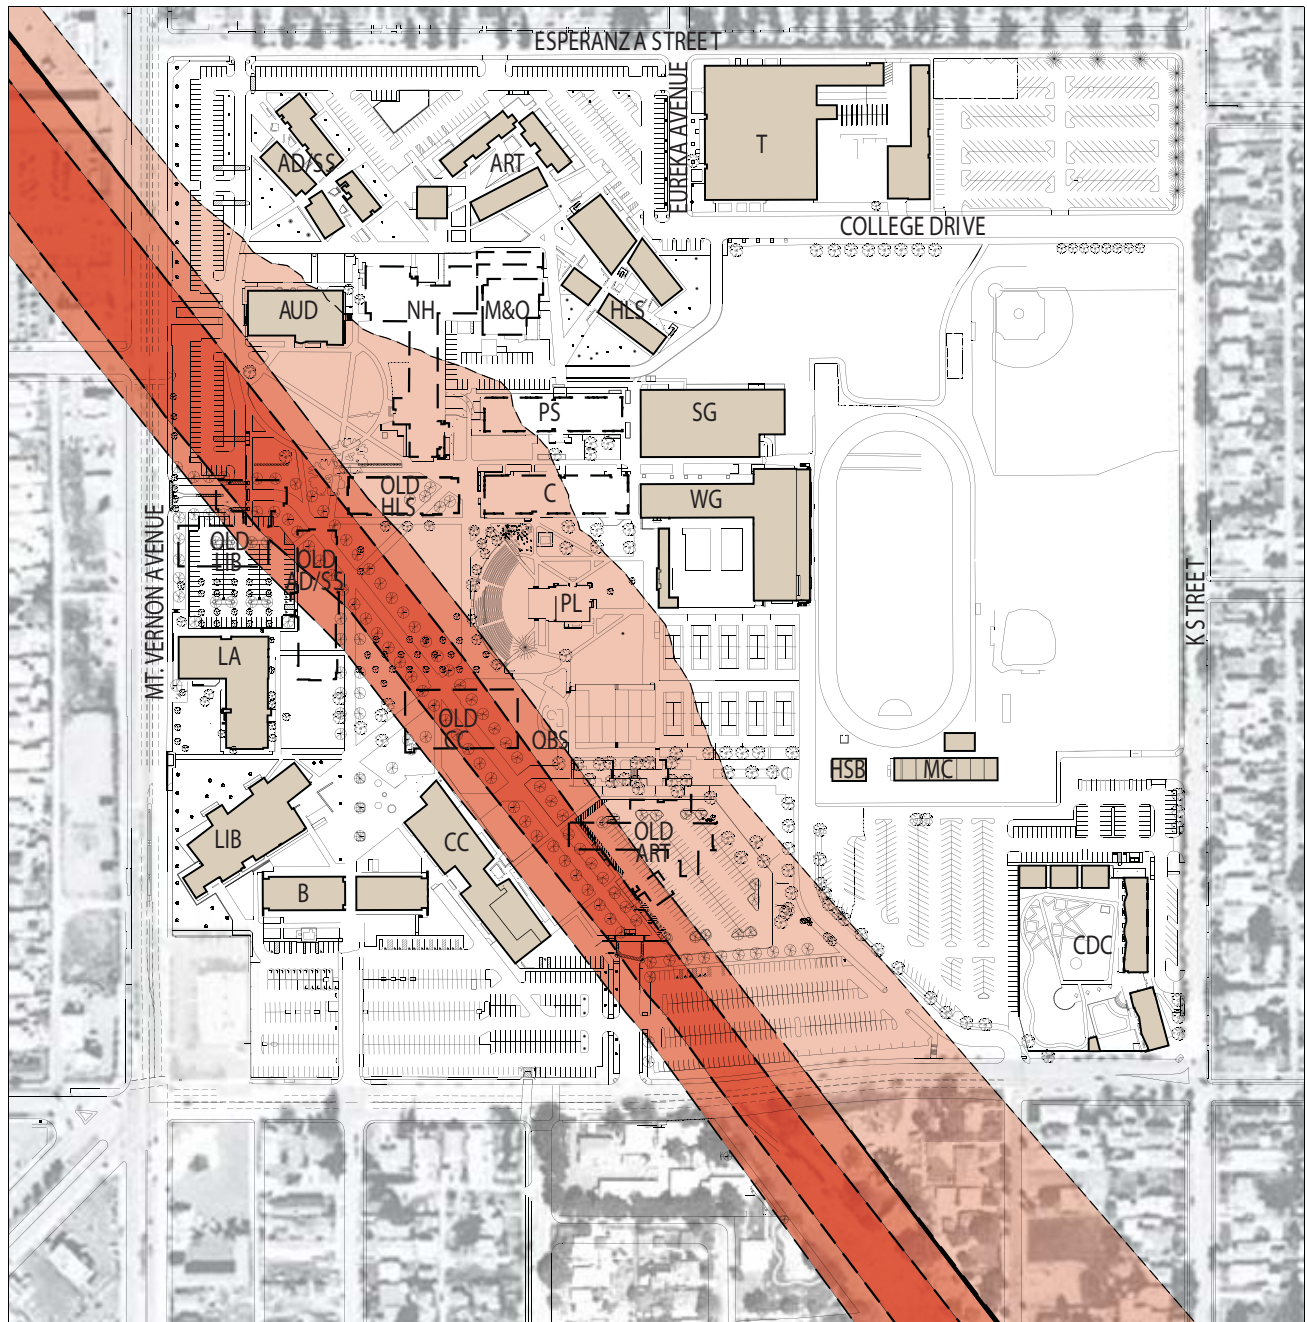 ESPERANZA STREET
EUREKA AVENUE
T
AD/SS
ART
COLLEGE DRIVE
AUD
NH
M&O
HLS
PS
SG
OLD
HLS
C
WG
MT. VERNON AVENUE
OLD
LIB
OLD
AD/SS
PL
K STREET
LA
OLD
CC
OBS
HSB
MC
LIB
CC
OLD
ART
B
CDC